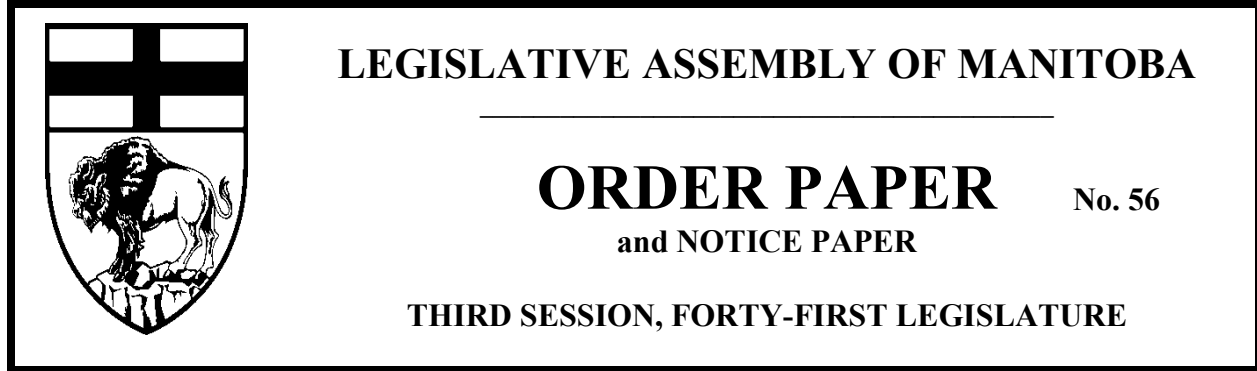 LEGISLATIVE ASSEMBLY OF MANITOBA
ORDER PAPER No. 56
and NOTICE PAPER
THIRD SESSION, FORTY-FIRST LEGISLATURE